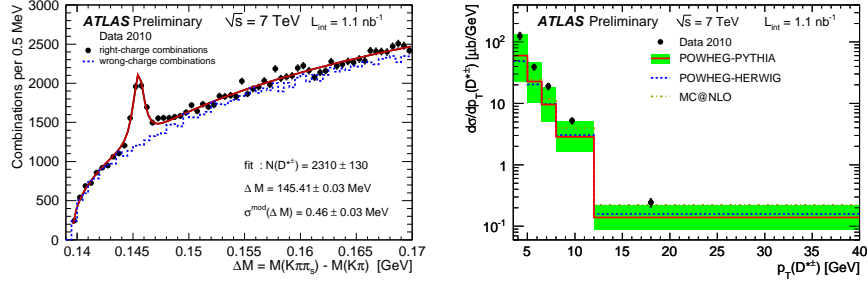 ATLAS Preliminary √s = 7 TeV L_int = 1.1 nb⁻¹
Data 2010
right-charge combinations
wrong-charge combinations
Combinations per 0.5 MeV
3000
2500
2000
1500
1000
500
0
fit : N(D*±) = 2310 ± 130
Δ M = 145.41 ± 0.03 MeV
σ^mod(Δ M) = 0.46 ± 0.03 MeV
0.14 0.145 0.15 0.155 0.16 0.165 0.17
ΔM = M(Kππ_s) - M(Kπ) [GeV]
ATLAS Preliminary √s = 7 TeV L_int = 1.1 nb⁻¹
Data 2010
POWHEG-PYTHIA
POWHEG-HERWIG
MC@NLO
dσ/dp_T(D*±) [μb/GeV]
10²
10
1
10⁻¹
5 10 15 20 25 30 35 40
p_T(D*±) [GeV]